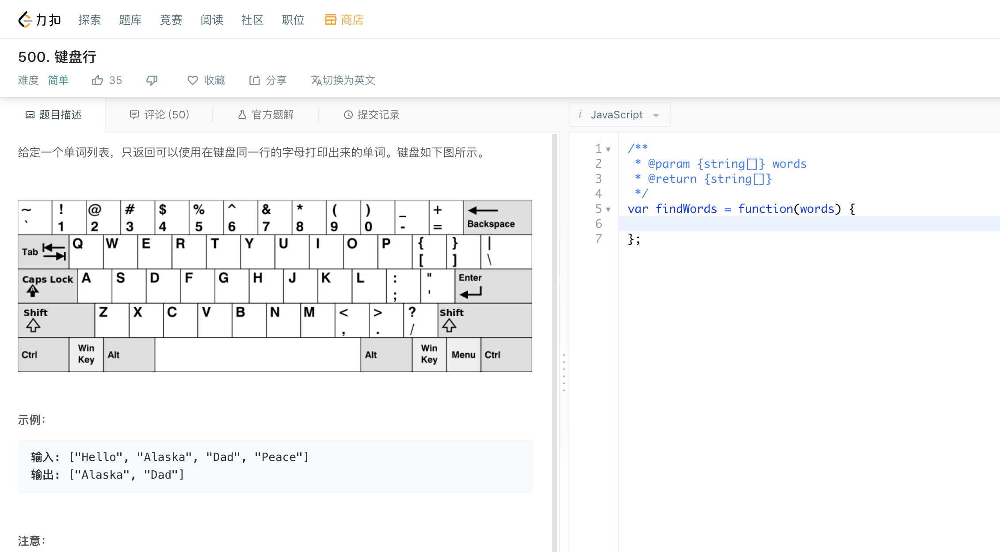 力扣 探索 题库 竞赛 阅读 社区 职位 商店
500. 键盘行
难度 简单 35 收藏 分享 切换为英文
题目描述 评论 (50) 官方题解 提交记录
给定一个单词列表，只返回可以使用在键盘同一行的字母打印出来的单词。键盘如下图所示。
~ ! @ # $ % ^ & * ( ) _ +
` 1 2 3 4 5 6 7 8 9 0 - = Backspace
Tab Q W E R T Y U I O P { } |
[ ] \
Caps Lock A S D F G H J K L : " Enter
A ; '
Shift Z X C V B N M < > ? Shift
, . /
Ctrl Win Key Alt Alt Win Key Menu Ctrl
示例：
输入: ["Hello", "Alaska", "Dad", "Peace"]
输出: ["Alaska", "Dad"]
注意：
i JavaScript
1 /**
2 * @param {string[]} words
3 * @return {string[]}
4 */
5 var findWords = function(words) {
6
7 };